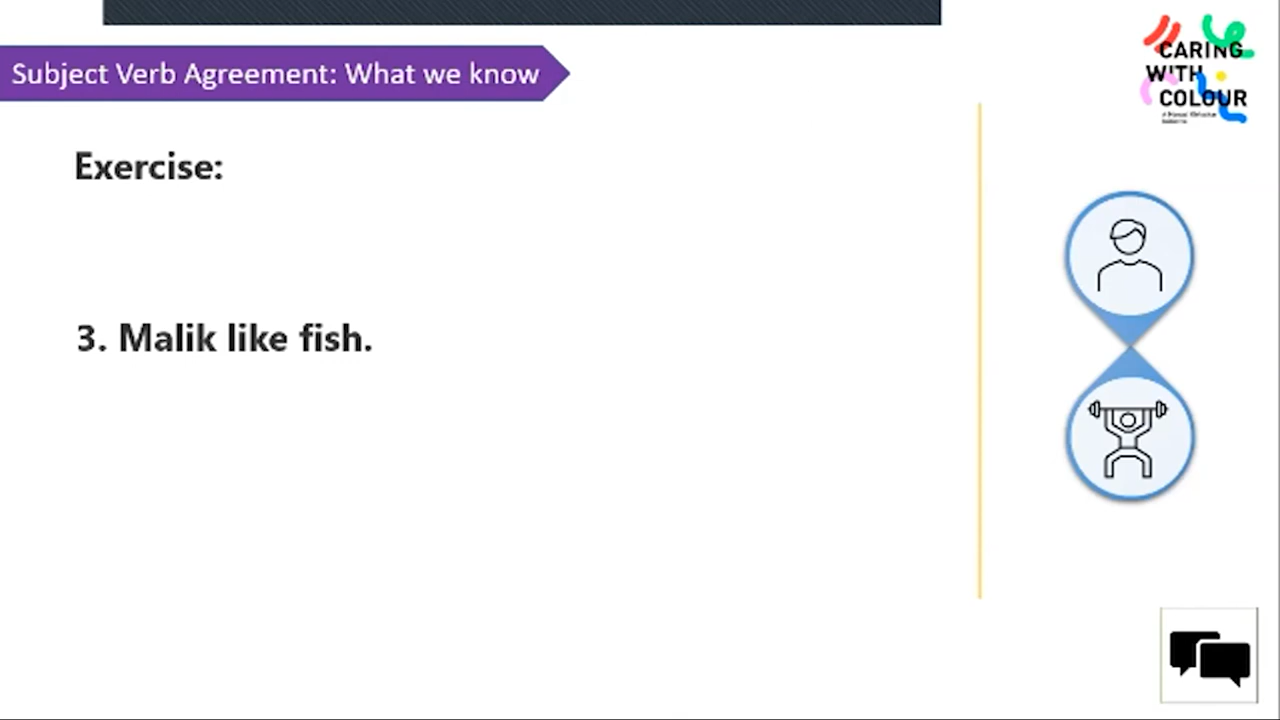 Subject Verb Agreement: What we know
CARING
WITH
COLOUR
Exercise:
3. Malik like fish.